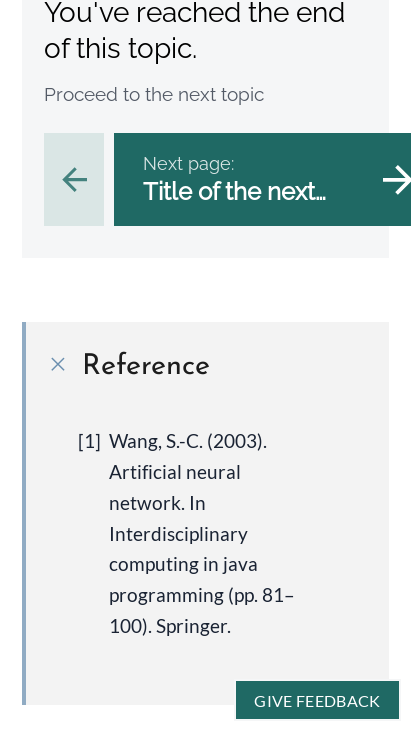 You've reached the end
of this topic.
Proceed to the next topic
Next page:
Title of the next...
Reference
[1] Wang, S.-C. (2003).
Artificial neural
network. In
Interdisciplinary
computing in java
programming (pp. 81–
100). Springer.
GIVE FEEDBACK